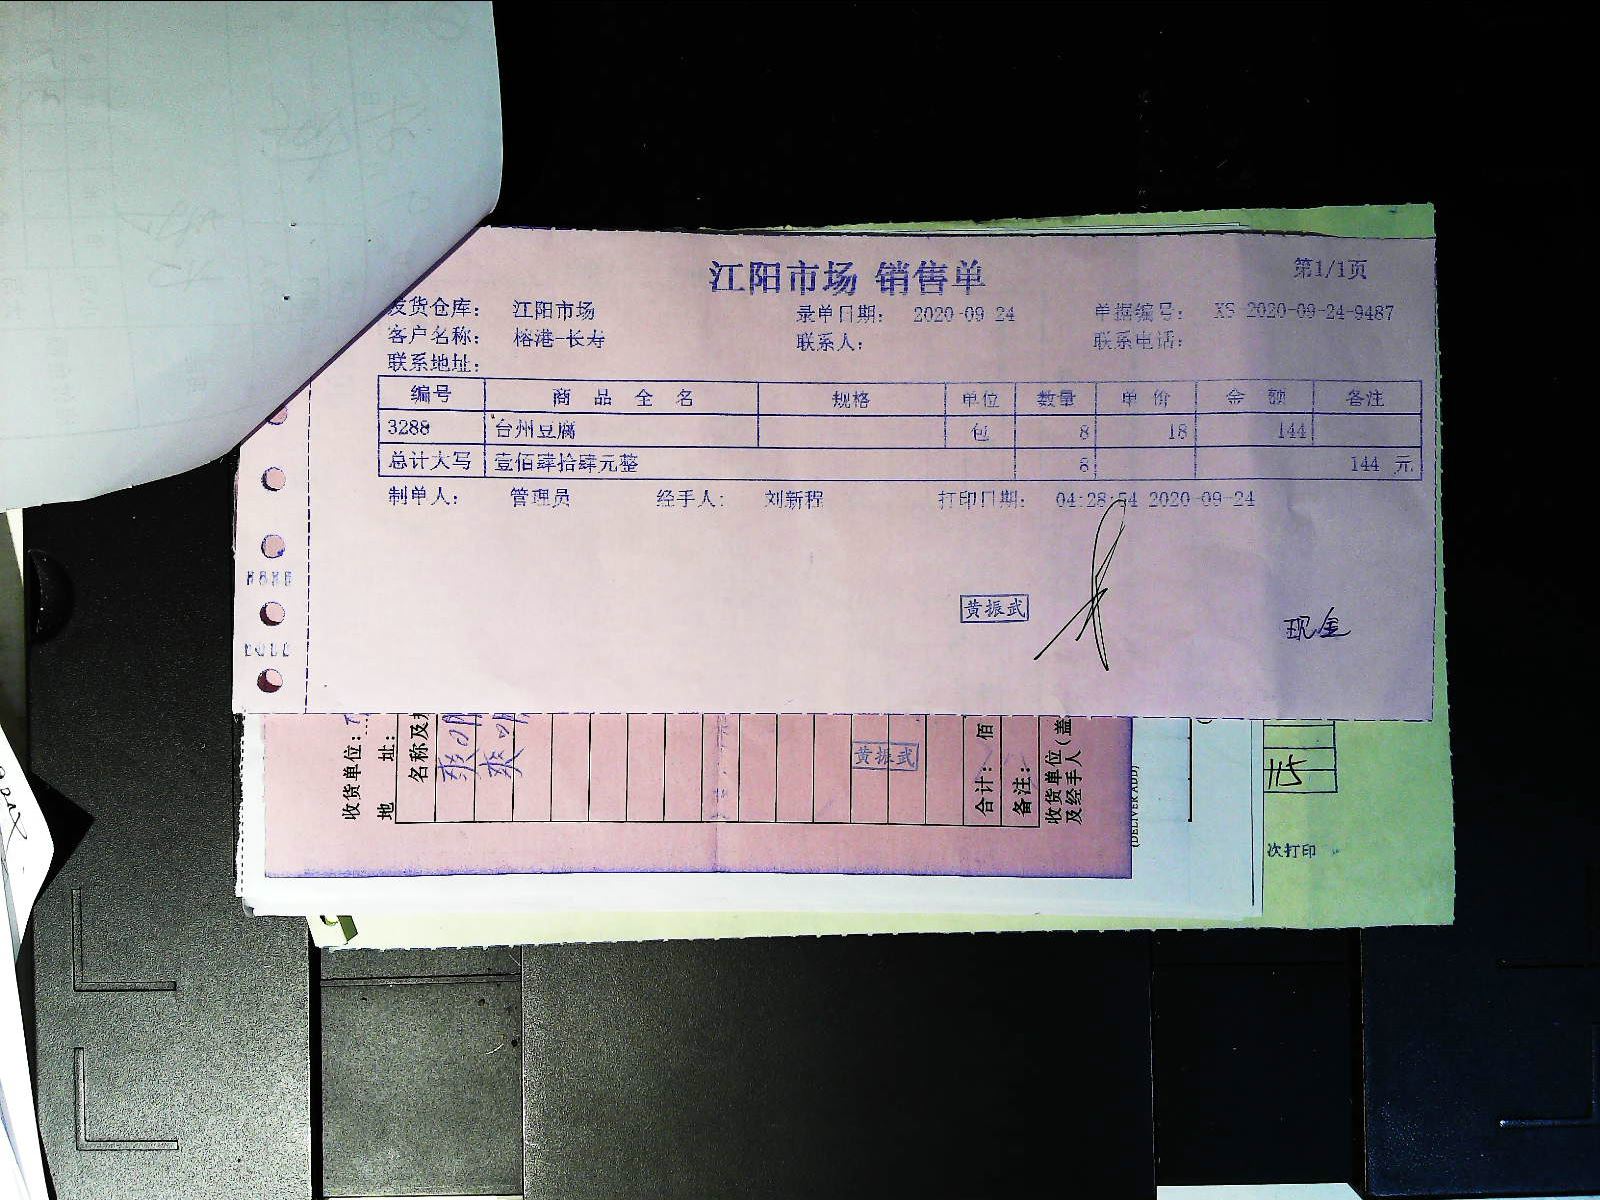 江阳市场 销售单
第1/1页
发货仓库： 江阳市场 录单日期： 2020-09-24 单据编号： XS-2020-09-24-9487
客户名称： 榕港-长寿 联系人： 联系电话：
联系地址：
编号 商品全名 规格 单位 数量 单价 金额 备注
3288 台州豆腐 包 8 18 144
总计大写 壹佰肆拾肆元整 8 144 元
制单人： 管理员 经手人： 刘新程 打印日期： 04:28:54 2020-09-24
黄振武
现金
收货单位：
地 址：
名称及
黄振武
合计： 佰
备注：
收货单位
及经手人（盖
(DELIVER ADD)
115
次打印